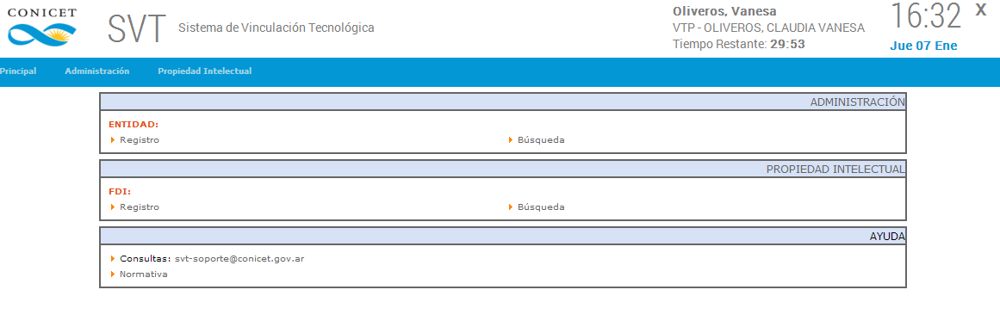 CONICET
SVT Sistema de Vinculación Tecnológica
Oliveros, Vanesa
VTP - OLIVEROS, CLAUDIA VANESA
Tiempo Restante: 29:53
16:32 X
Jue 07 Ene
Principal Administración Propiedad Intelectual
ADMINISTRACIÓN
ENTIDAD:
Registro Búsqueda
PROPIEDAD INTELECTUAL
FDI:
Registro Búsqueda
AYUDA
Consultas: svt-soporte@conicet.gov.ar
Normativa